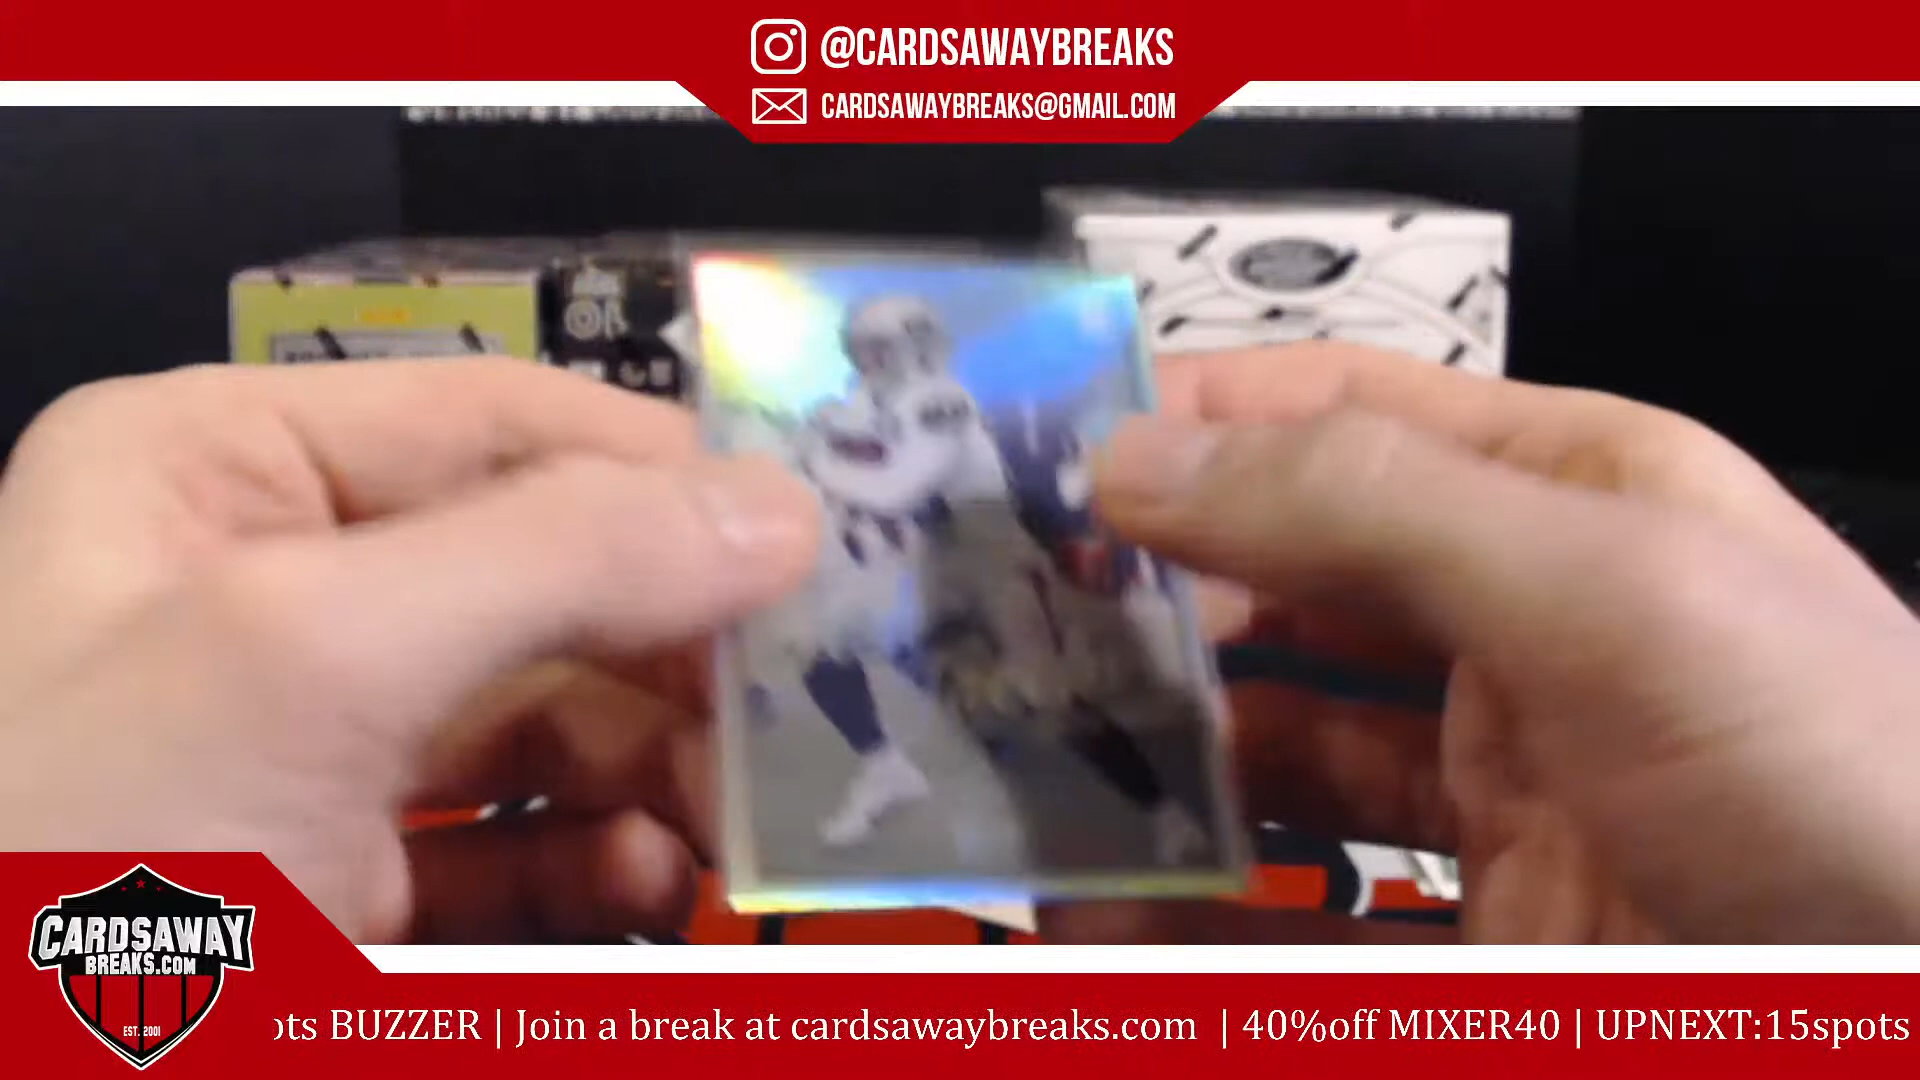 @CARDSAWAYBREAKS
CARDSAWAYBREAKS@GMAIL.COM
CARDSAWAY
BREAKS.COM
EST. 2001
ots BUZZER | Join a break at cardsawaybreaks.com | 40%off MIXER40 | UPNEXT:15spots